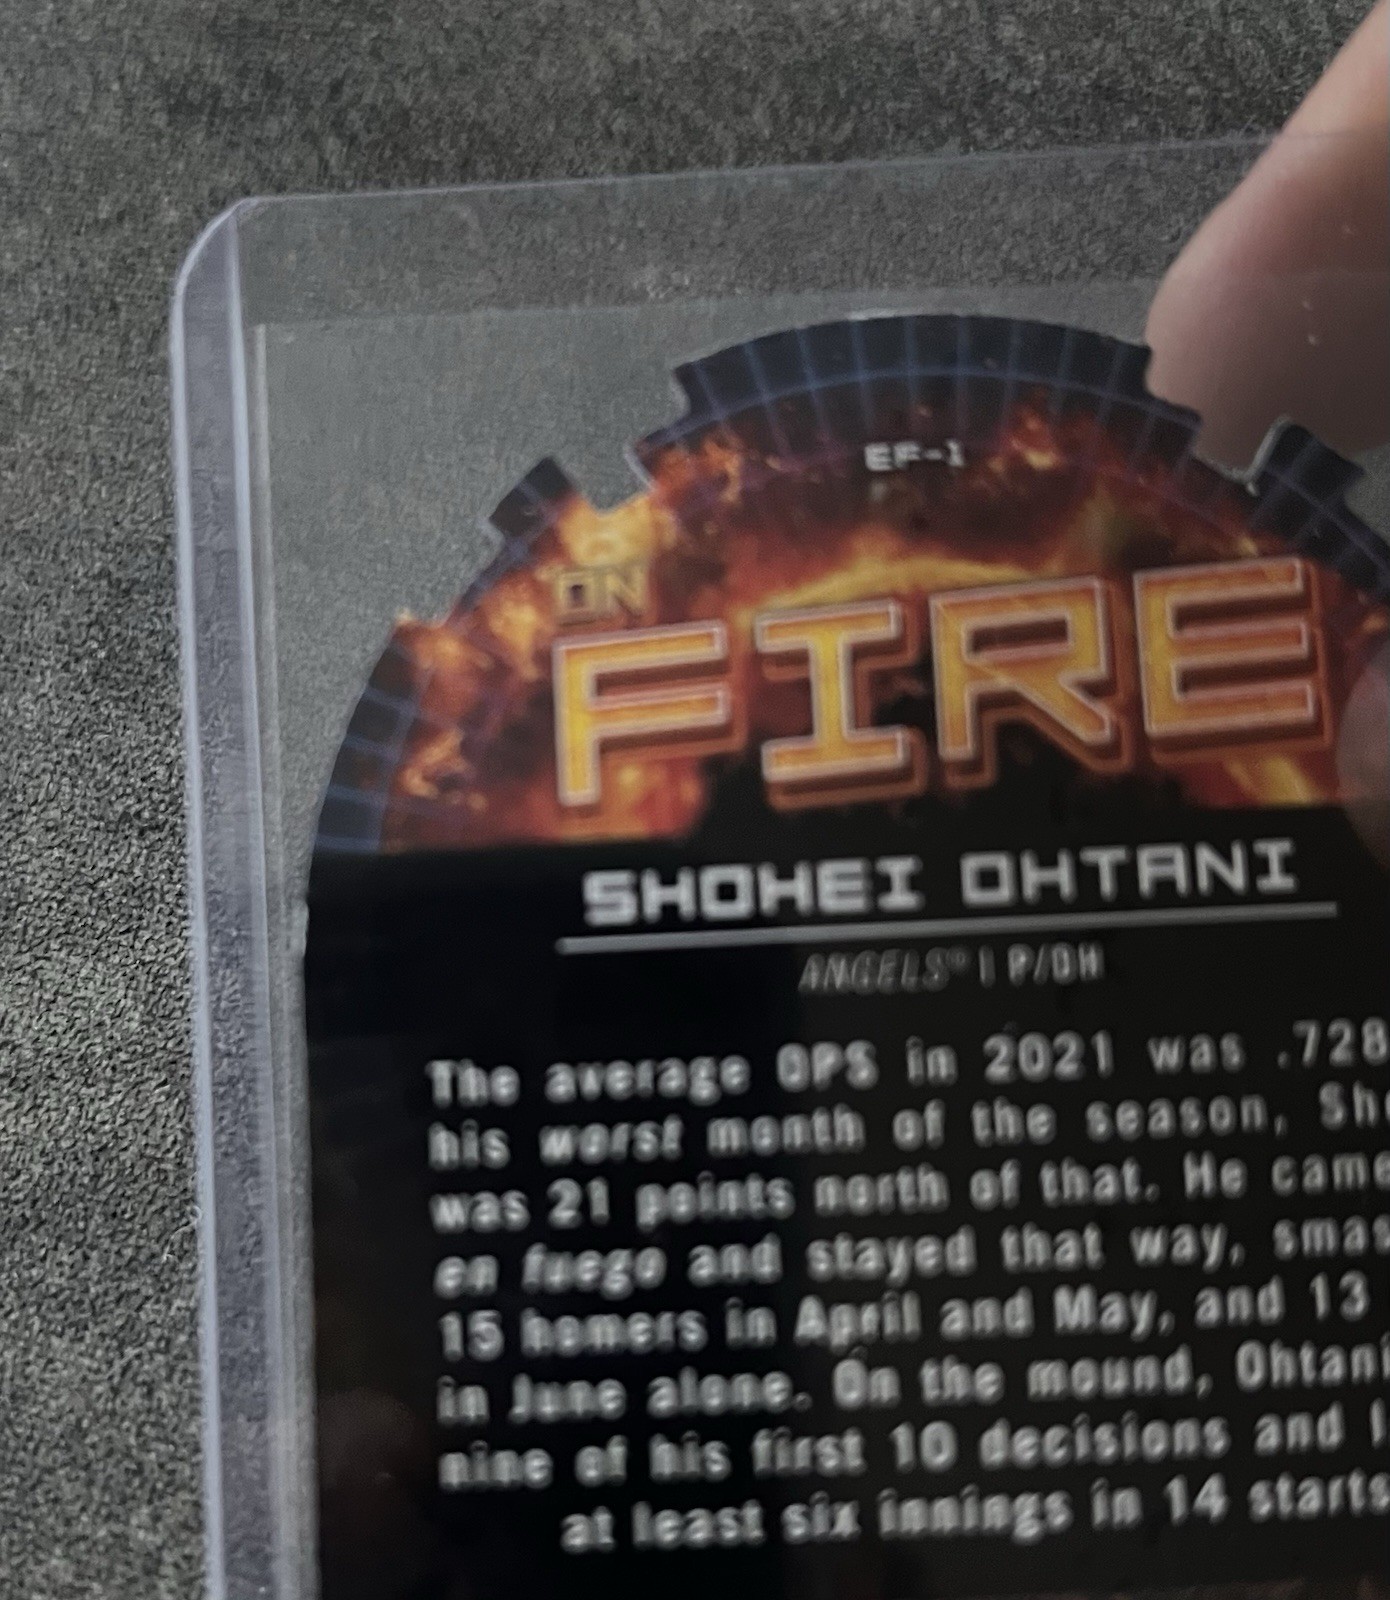 EF-1
ON
FIRE
SHOHEI OHTANI
ANGELS® | P/DH
The average OPS in 2021 was .728
his worst month of the season, Sh
was 21 points north of that. He came
en fuego and stayed that way, smas
15 homers in April and May, and 13
in June alone. On the mound, Ohtani
nine of his first 10 decisions and
at least six innings in 14 starts